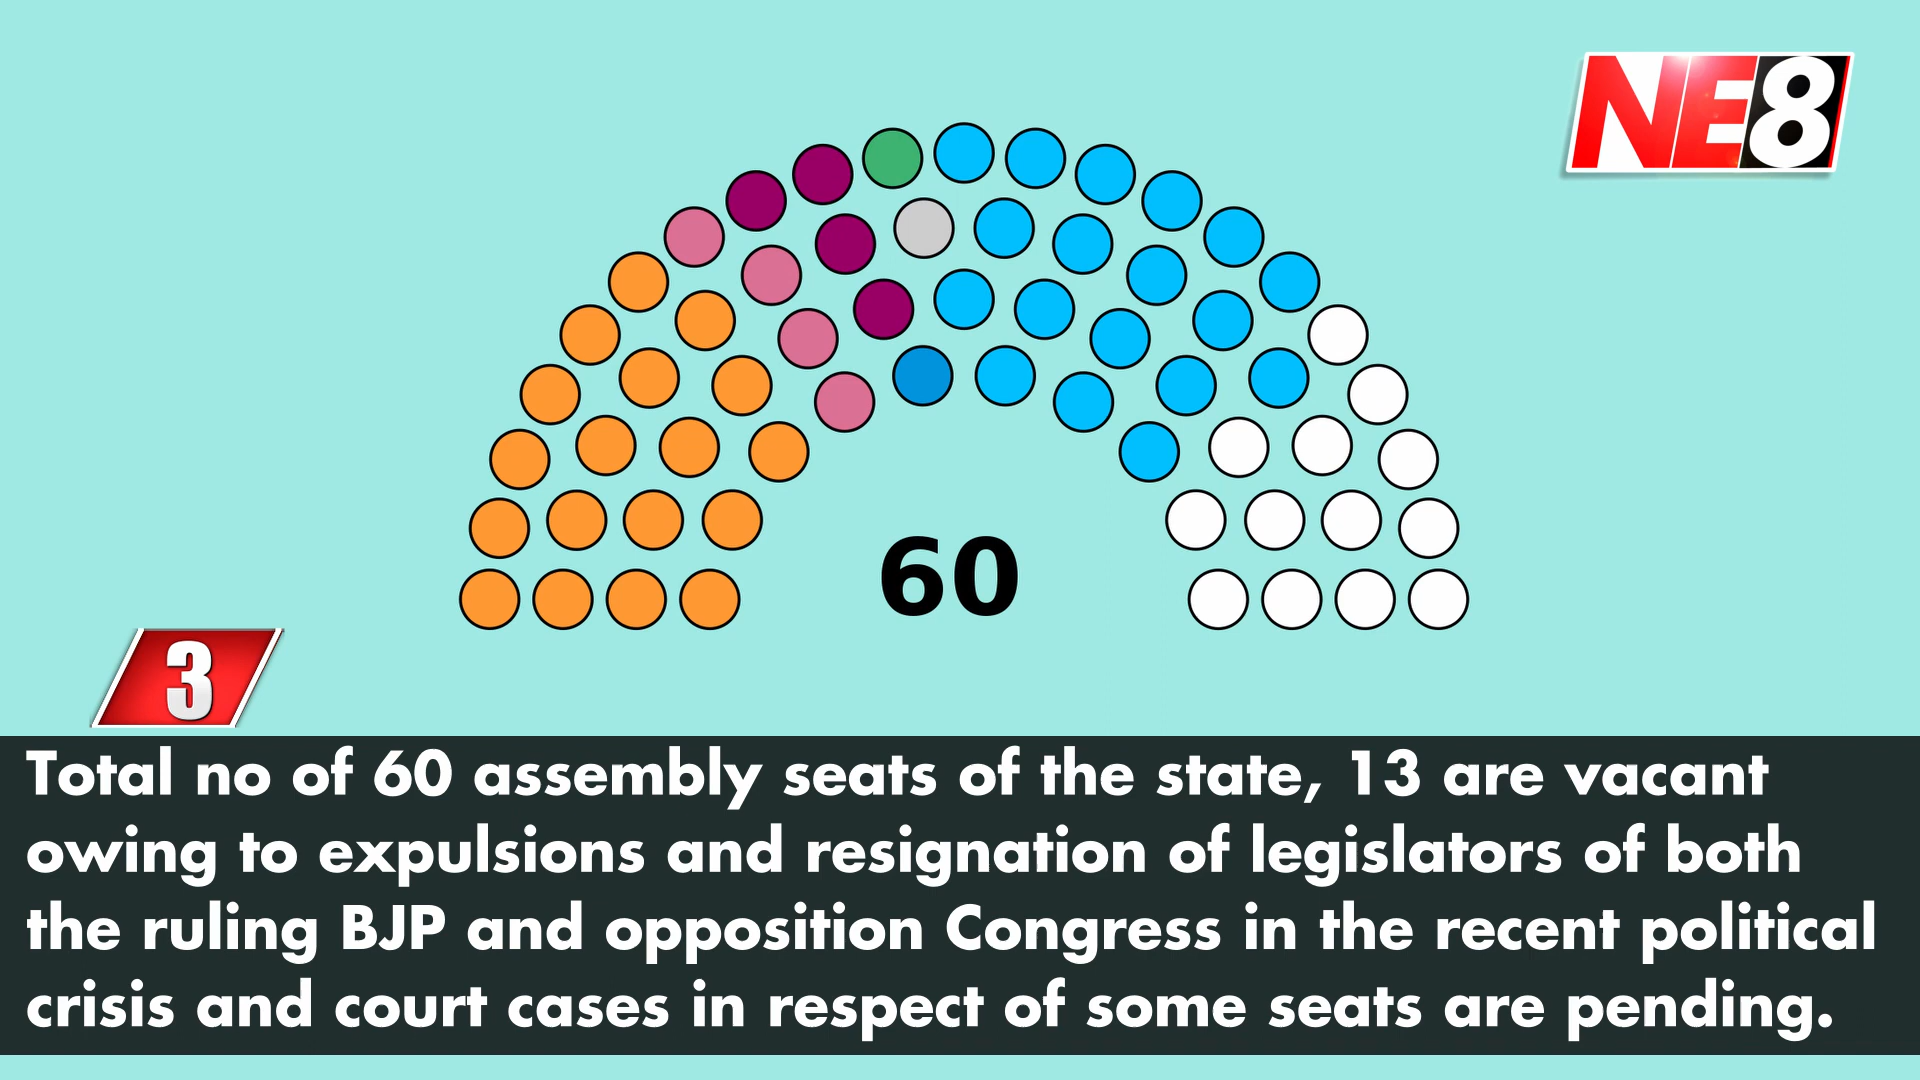 NE8
60
3
Total no of 60 assembly seats of the state, 13 are vacant
owing to expulsions and resignation of legislators of both
the ruling BJP and opposition Congress in the recent political
crisis and court cases in respect of some seats are pending.